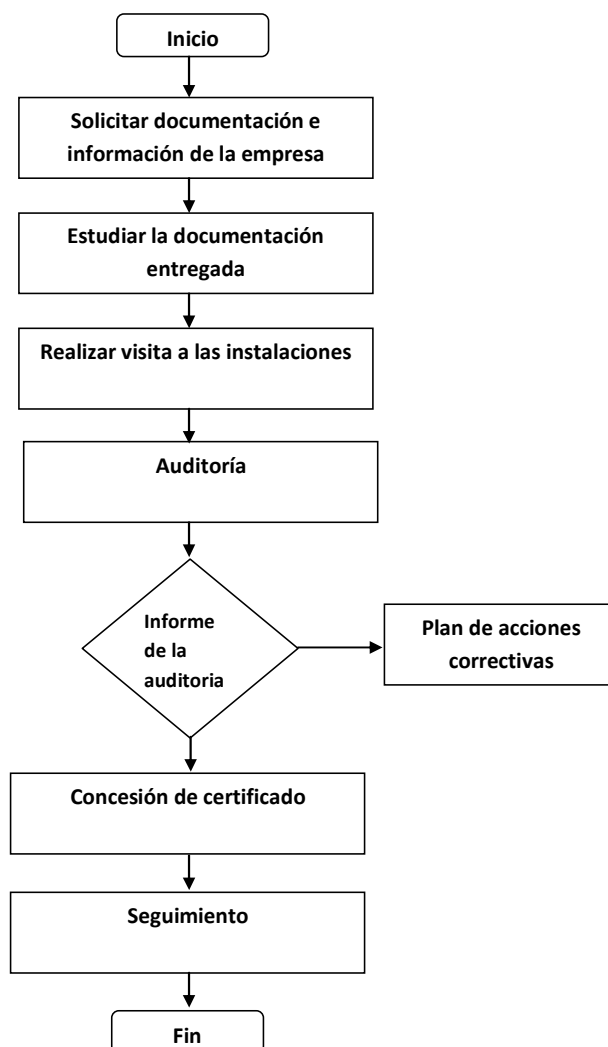 Inicio
Solicitar documentación e
información de la empresa
Estudiar la documentación
entregada
Realizar visita a las instalaciones
Auditoría
Informe
de la
auditoria
Plan de acciones
correctivas
Concesión de certificado
Seguimiento
Fin